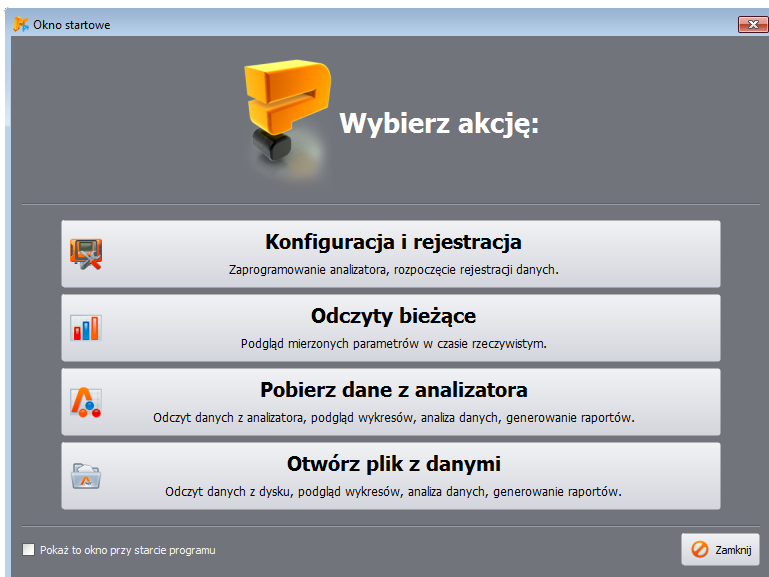 Okno startowe
Wybierz akcję:
Konfiguracja i rejestracja
Zaprogramowanie analizatora, rozpoczęcie rejestracji danych.
Odczyty bieżące
Podgląd mierzonych parametrów w czasie rzeczywistym.
Pobierz dane z analizatora
Odczyt danych z analizatora, podgląd wykresów, analiza danych, generowanie raportów.
Otwórz plik z danymi
Odczyt danych z dysku, podgląd wykresów, analiza danych, generowanie raportów.
Pokaż to okno przy starcie programu
Zamknij